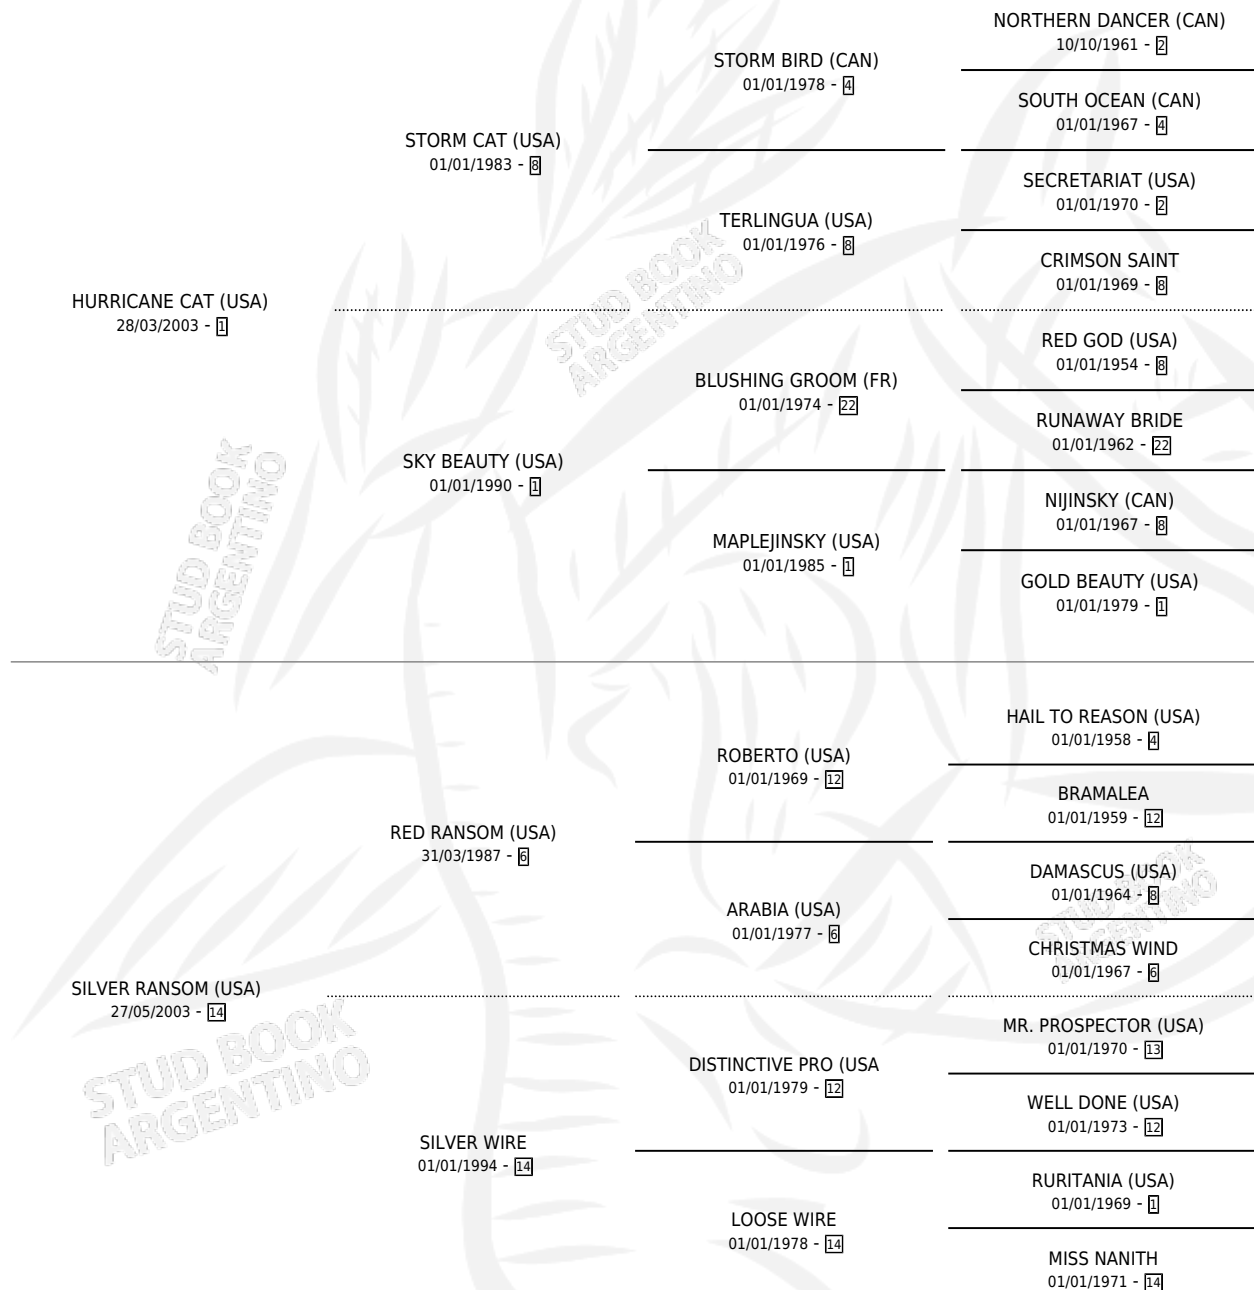 NORTHERN DANCER (CAN)
10/10/1961 - 2
STORM BIRD (CAN)
01/01/1978 - 4
SOUTH OCEAN (CAN)
01/01/1967 - 4
STORM CAT (USA)
01/01/1983 - 8
SECRETARIAT (USA)
01/01/1970 - 2
TERLINGUA (USA)
01/01/1976 - 8
CRIMSON SAINT
01/01/1969 - 8
HURRICANE CAT (USA)
28/03/2003 - 1
STUD BOOK
ARGENTINO
RED GOD (USA)
01/01/1954 - 8
BLUSHING GROOM (FR)
01/01/1974 - 22
RUNAWAY BRIDE
01/01/1962 - 22
SKY BEAUTY (USA)
01/01/1990 - 1
NIJINSKY (CAN)
01/01/1967 - 8
MAPLEJINSKY (USA)
01/01/1985 - 1
GOLD BEAUTY (USA)
01/01/1979 - 1
STUD BOOK
ARGENTINO
HAIL TO REASON (USA)
01/01/1958 - 4
ROBERTO (USA)
01/01/1969 - 12
BRAMALEA
01/01/1959 - 12
RED RANSOM (USA)
31/03/1987 - 6
DAMASCUS (USA)
01/01/1964 - 8
ARABIA (USA)
01/01/1977 - 6
CHRISTMAS WIND
01/01/1967 - 6
STUD BOOK
ARGENTINO
SILVER RANSOM (USA)
27/05/2003 - 14
MR. PROSPECTOR (USA)
01/01/1970 - 13
DISTINCTIVE PRO (USA
01/01/1979 - 12
WELL DONE (USA)
01/01/1973 - 12
STUD BOOK
ARGENTINO
SILVER WIRE
01/01/1994 - 14
RURITANIA (USA)
01/01/1969 - 1
LOOSE WIRE
01/01/1978 - 14
MISS NANITH
01/01/1971 - 14